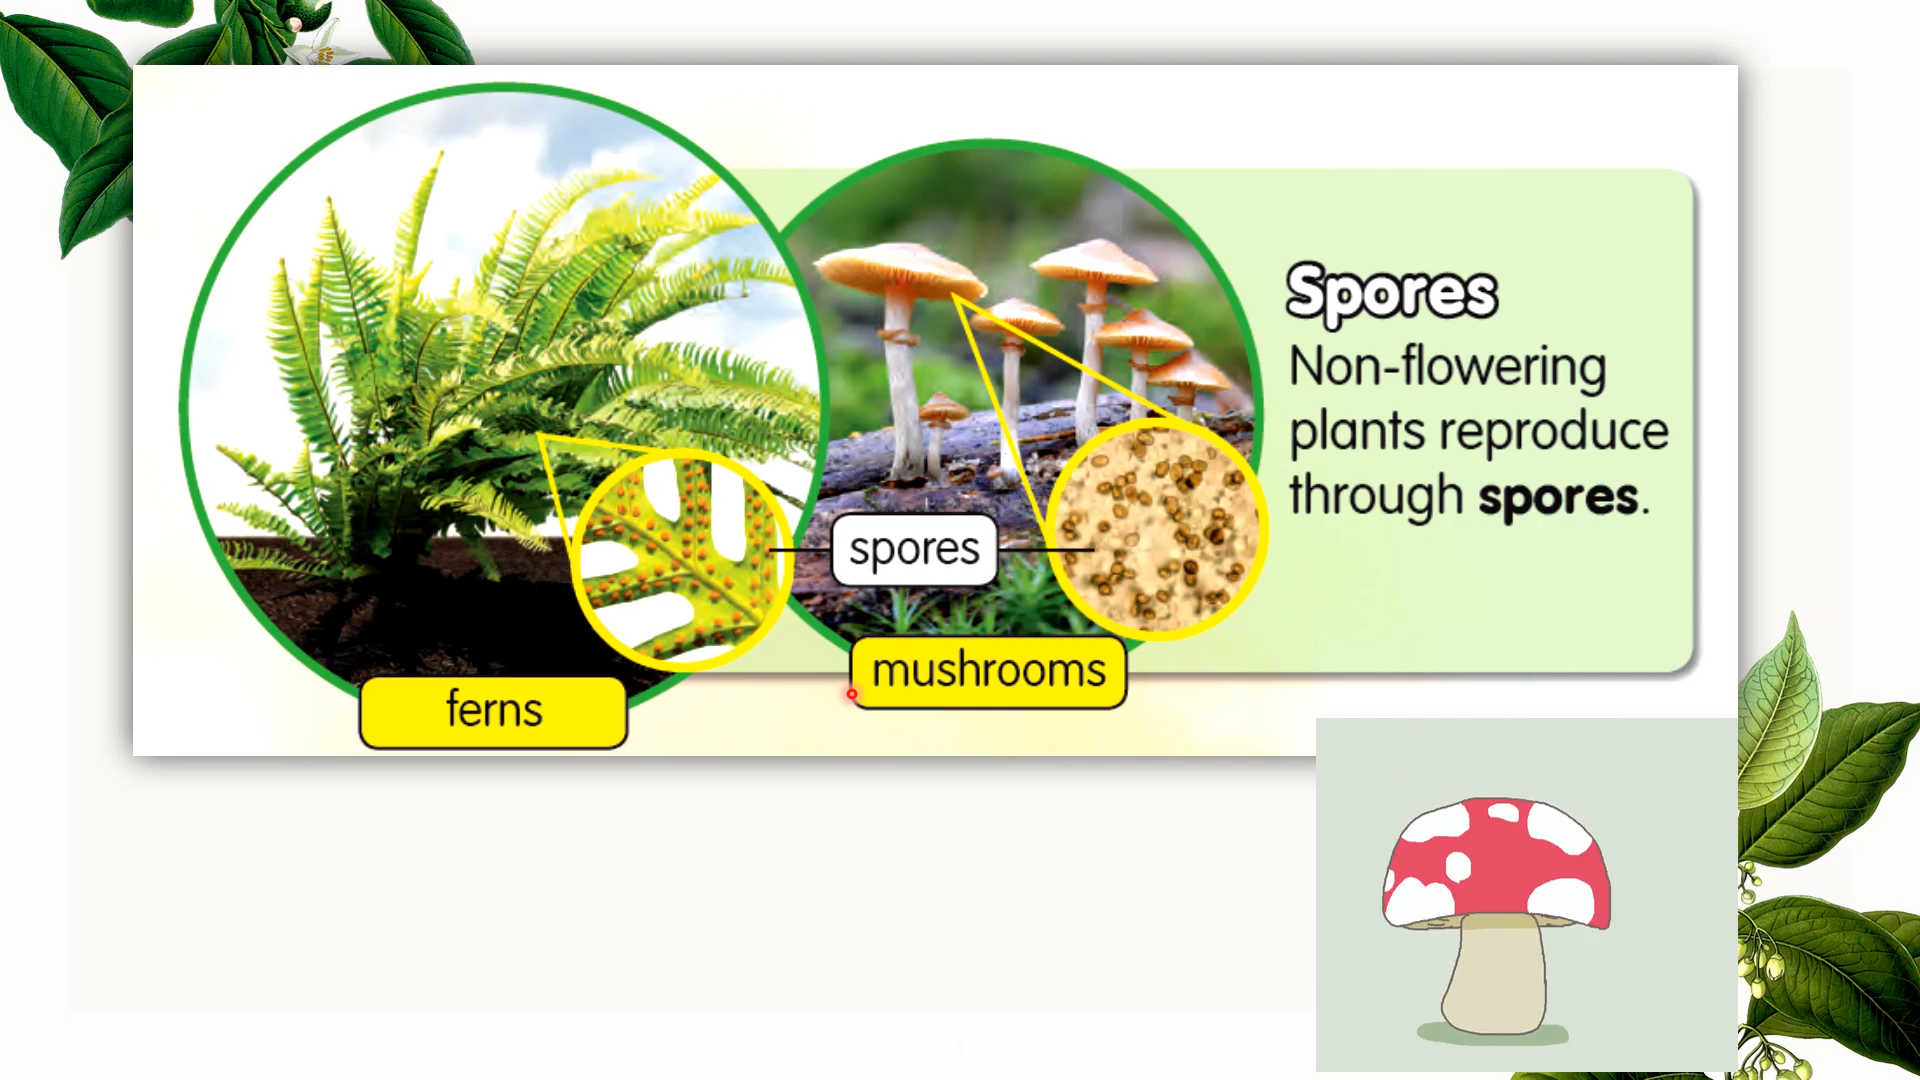 Spores
Non-flowering
plants reproduce
through spores.
spores
mushrooms
ferns